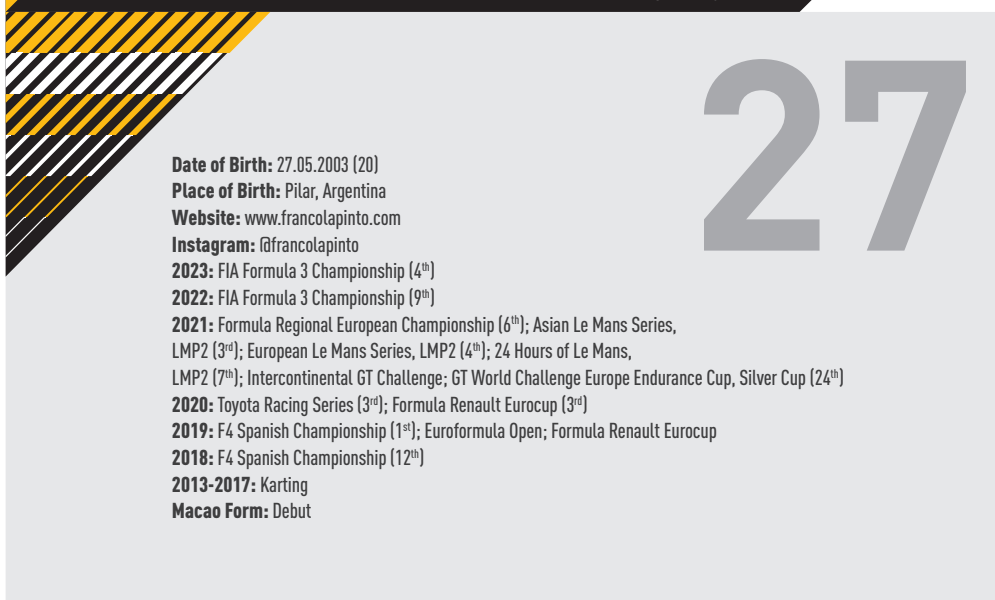 27
Date of Birth: 27.05.2003 (20)
Place of Birth: Pilar, Argentina
Website: www.francolapinto.com
Instagram: @francolapinto
2023: FIA Formula 3 Championship (4th)
2022: FIA Formula 3 Championship (9th)
2021: Formula Regional European Championship (6th); Asian Le Mans Series,
LMP2 (3rd); European Le Mans Series, LMP2 (4th); 24 Hours of Le Mans,
LMP2 (7th); Intercontinental GT Challenge; GT World Challenge Europe Endurance Cup, Silver Cup (24th)
2020: Toyota Racing Series (3rd); Formula Renault Eurocup (3rd)
2019: F4 Spanish Championship (1st); Euroformula Open; Formula Renault Eurocup
2018: F4 Spanish Championship (12th)
2013-2017: Karting
Macao Form: Debut